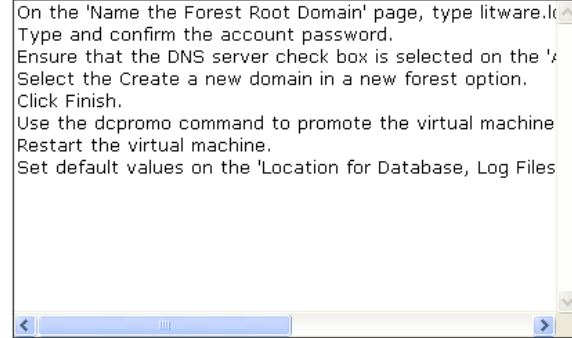 On the 'Name the Forest Root Domain' page, type litware.lo
Type and confirm the account password.
Ensure that the DNS server check box is selected on the 'A
Select the Create a new domain in a new forest option.
Click Finish.
Use the dcpromo command to promote the virtual machine
Restart the virtual machine.
Set default values on the 'Location for Database, Log Files